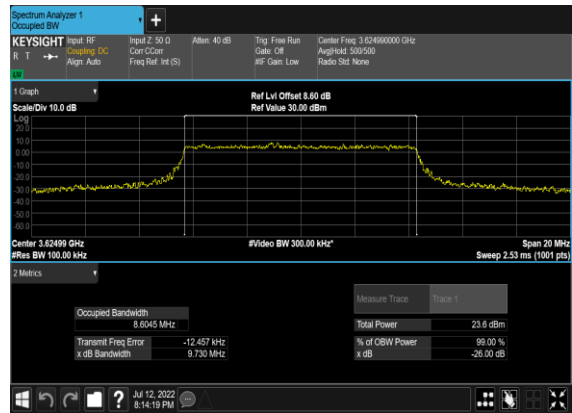 Spectrum Analyzer 1
Occupied BW
+
KEYSIGHT Input: RF Input Z: 50 Ω Atten: 40 dB Trig: Free Run Center Freq: 3.624990000 GHz
R T Coupling: DC Corr CCorr Gate: Off Avg|Hold: 500/500
Align: Auto Freq Ref: Int (S) #IF Gain: Low Radio Std: None
1 Graph
Ref Lvl Offset 8.60 dB
Scale/Div 10.0 dB Ref Value 30.00 dBm
Log
20.0
10.0
0.00
-10.0
-20.0
-30.0
-40.0
-50.0
-60.0
Center 3.62499 GHz #Video BW 300.00 kHz* Span 20 MHz
#Res BW 100.00 kHz Sweep 2.53 ms (1001 pts)
2 Metrics
Measure Trace Trace 1
Occupied Bandwidth
8.6045 MHz Total Power 23.6 dBm
Transmit Freq Error -12.457 kHz % of OBW Power 99.00 %
x dB Bandwidth 9.730 MHz x dB -26.00 dB
? Jul 12, 2022
8:14:19 PM